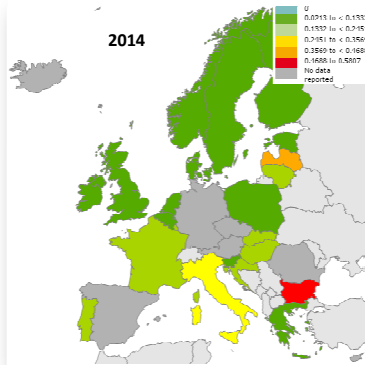 2014
0
0.0213 to < 0.1332
0.1332 to < 0.2451
0.2451 to < 0.3569
0.3569 to < 0.4688
0.4688 to 0.5807
No data
reported